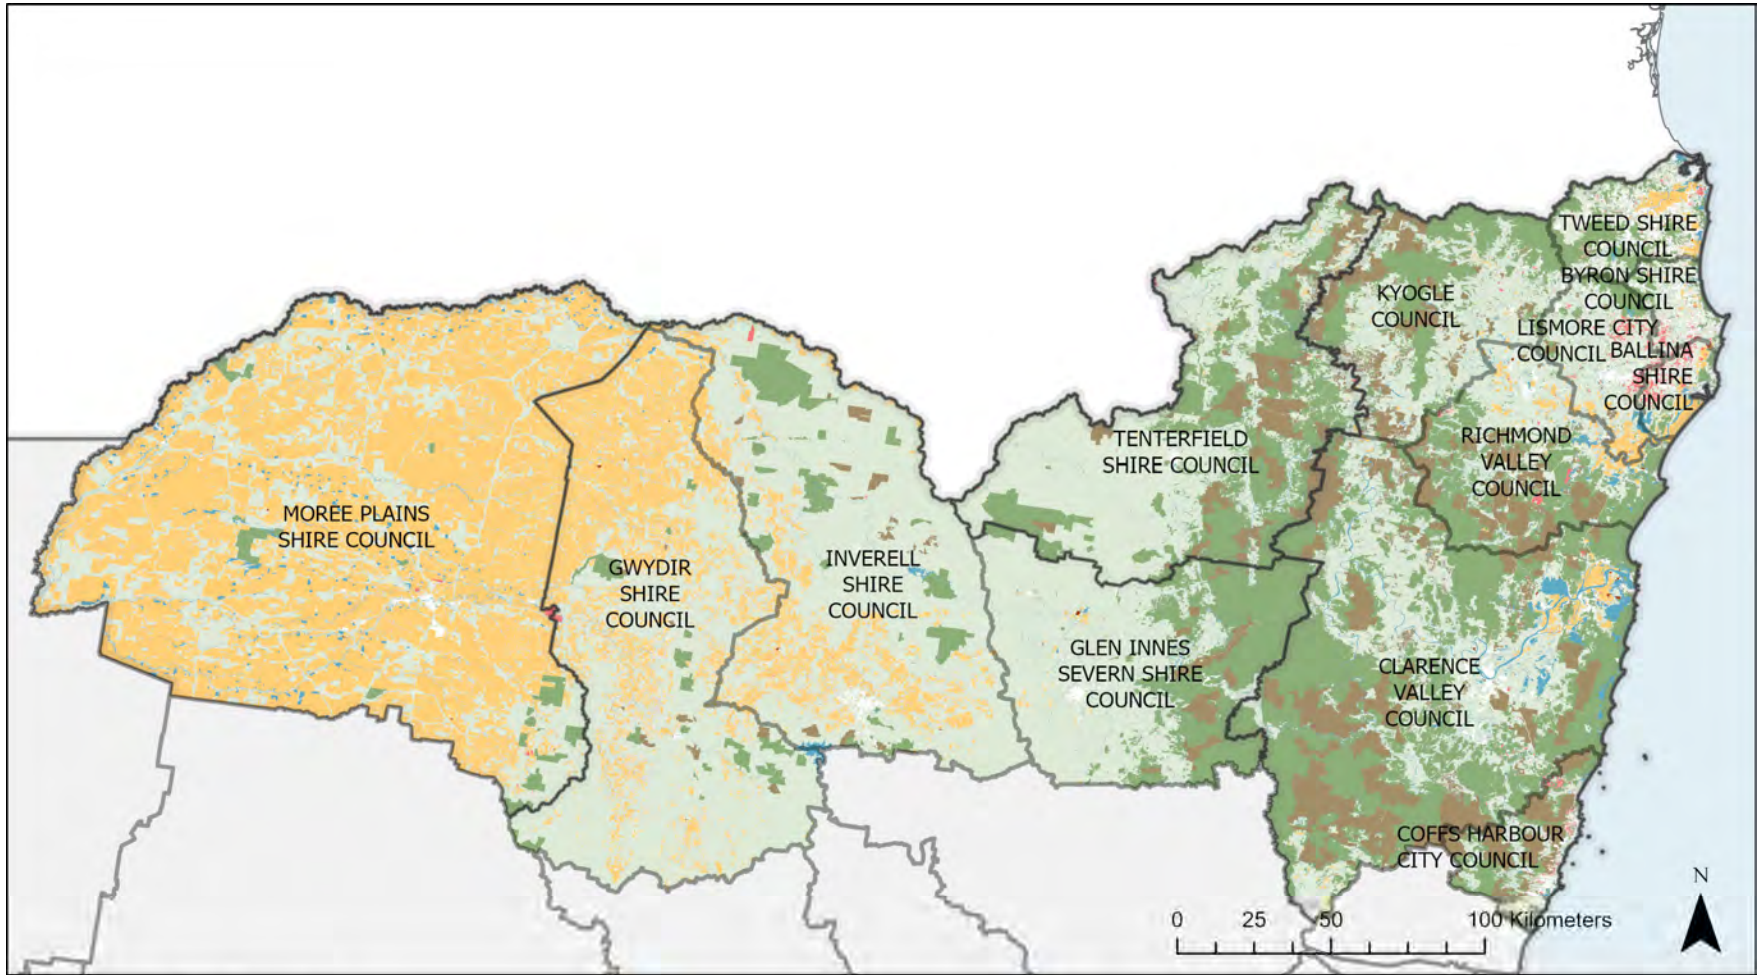 TWEED SHIRE
COUNCIL
BYRON SHIRE
COUNCIL
KYOGLE
COUNCIL
LISMORE CITY
COUNCIL
BALLINA
SHIRE
COUNCIL
TENTERFIELD
SHIRE COUNCIL
RICHMOND
VALLEY
COUNCIL
MOREE PLAINS
SHIRE COUNCIL
GWYDIR
SHIRE
COUNCIL
INVERELL
SHIRE
COUNCIL
GLEN INNES
SEVERN SHIRE
COUNCIL
CLARENCE
VALLEY
COUNCIL
COFFS HARBOUR
CITY COUNCIL
N
0 25 50 100 Kilometers